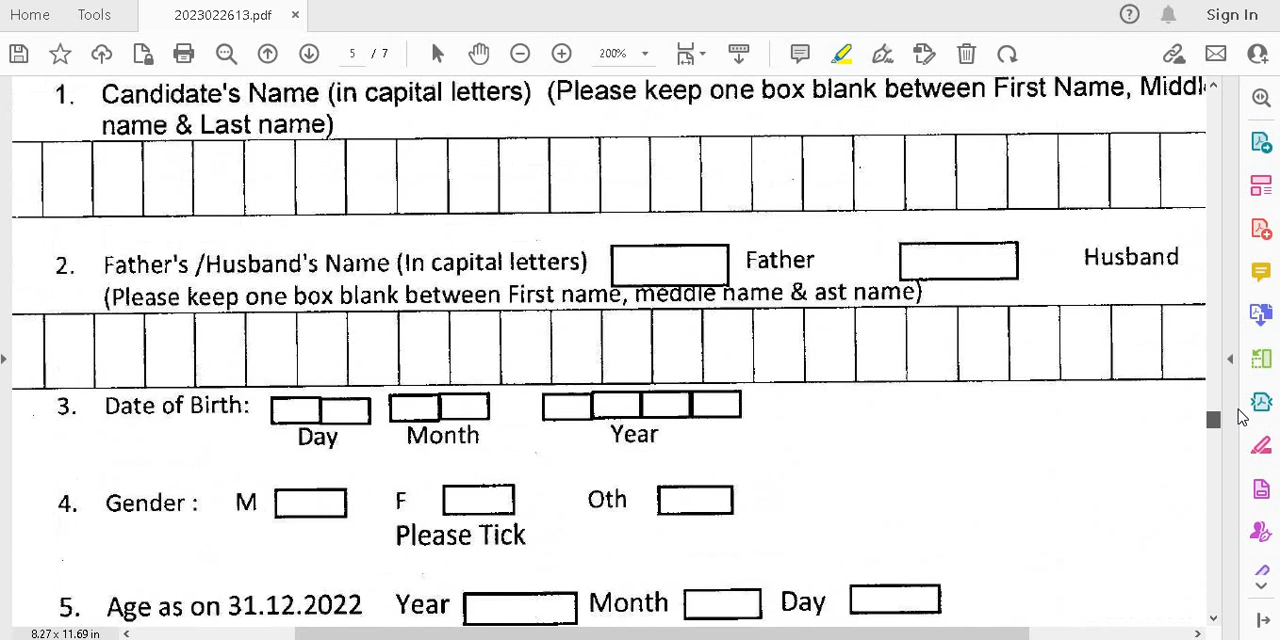 Home Tools 2023022613.pdf × Sign In
5 / 7 200%
1. Candidate's Name (in capital letters) (Please keep one box blank between First Name, Middl
name & Last name)
2. Father's /Husband's Name (In capital letters) Father Husband
(Please keep one box blank between First name, meddle name & ast name)
3. Date of Birth:
Day Month Year
4. Gender : M F Oth
Please Tick
5. Age as on 31.12.2022 Year Month Day
8.27 x 11.69 in